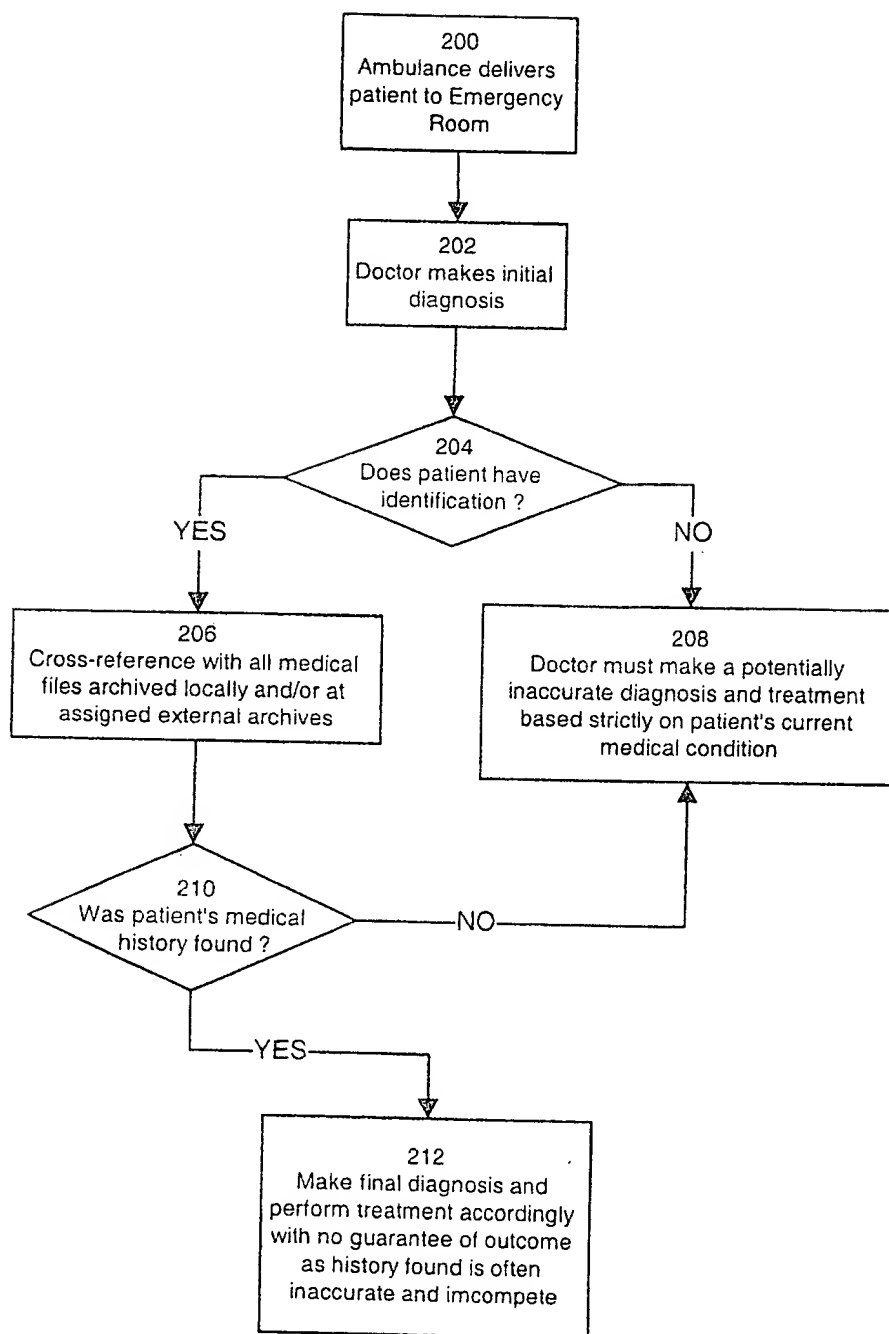 200
Ambulance delivers
patient to Emergency
Room
202
Doctor makes initial
diagnosis
204
Does patient have
identification ?
YES
NO
206
Cross-reference with all medical
files archived locally and/or at
assigned external archives
208
Doctor must make a potentially
inaccurate diagnosis and treatment
based strictly on patient's current
medical condition
210
Was patient's medical
history found ?
NO
YES
212
Make final diagnosis and
perform treatment accordingly
with no guarantee of outcome
as history found is often
inaccurate and imcompete